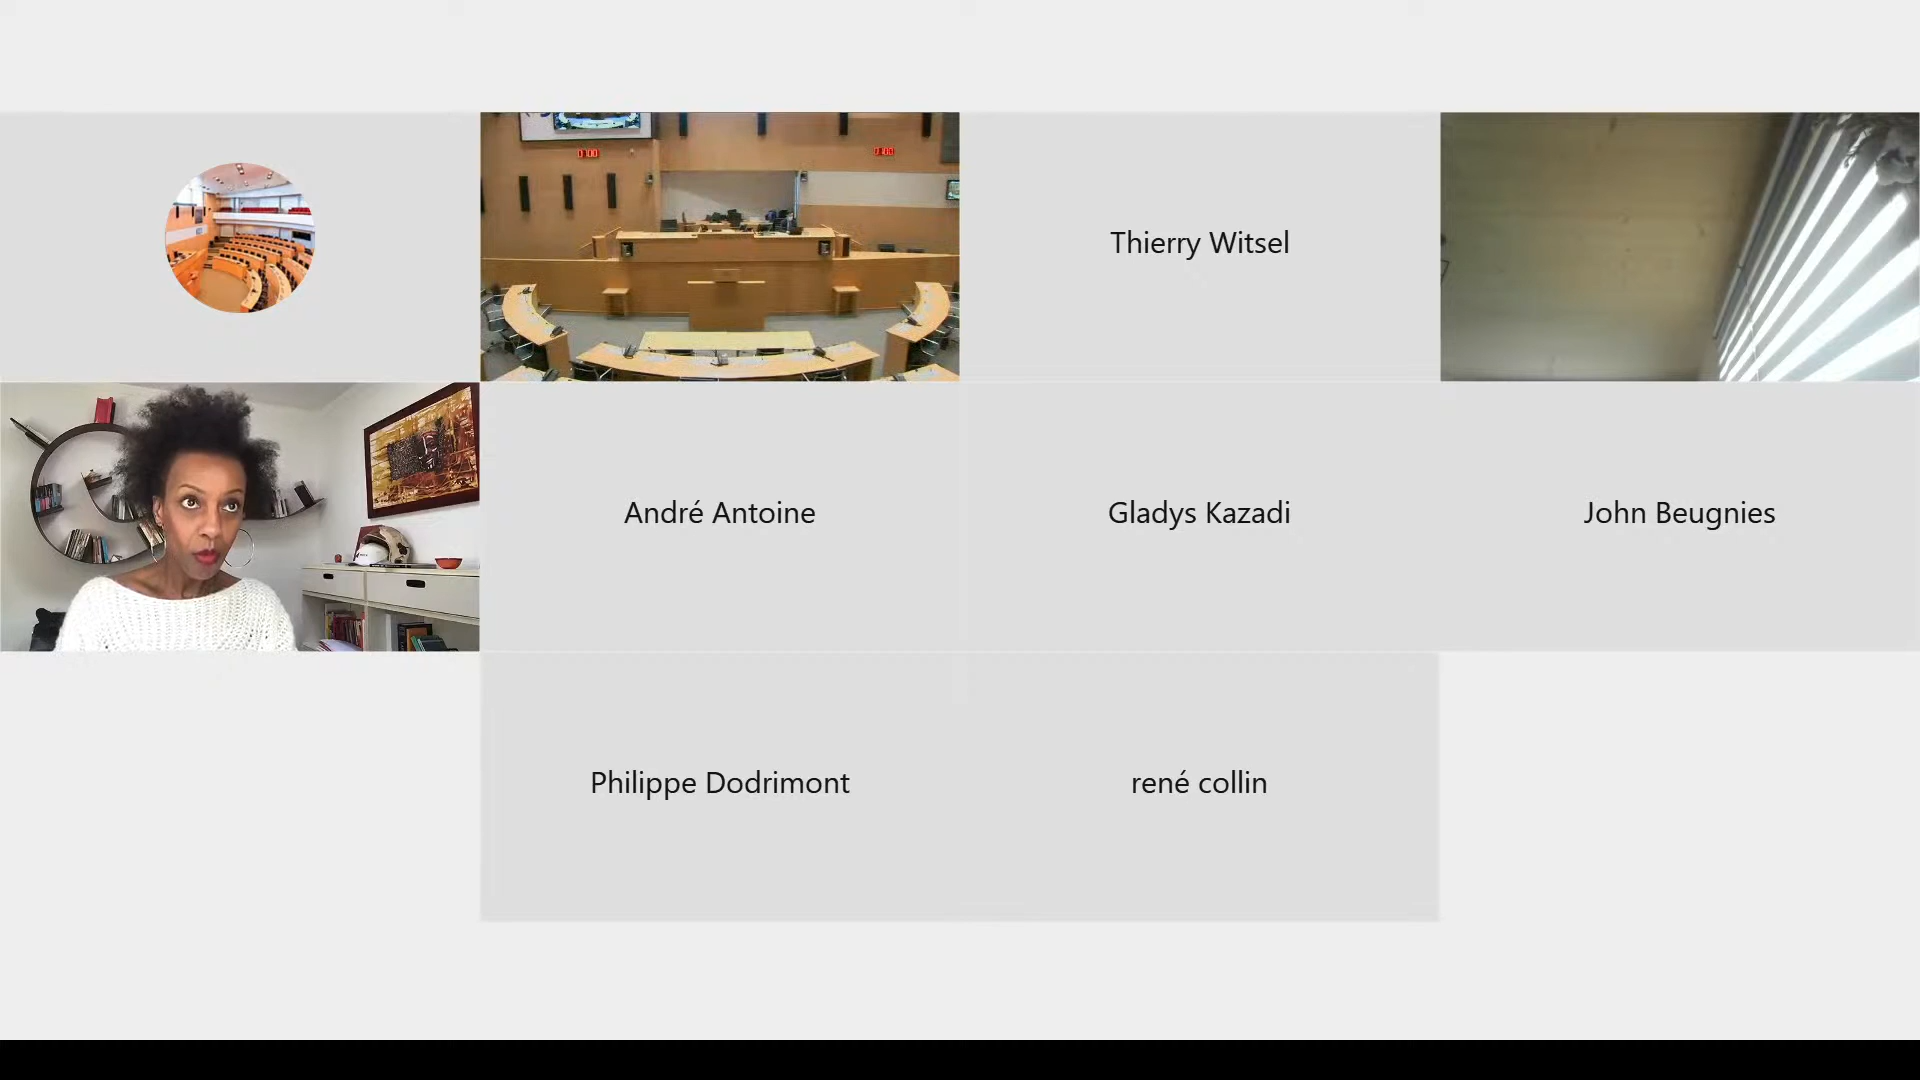 Thierry Witsel
André Antoine
Gladys Kazadi
John Beugnies
Philippe Dodrimont
rené collin